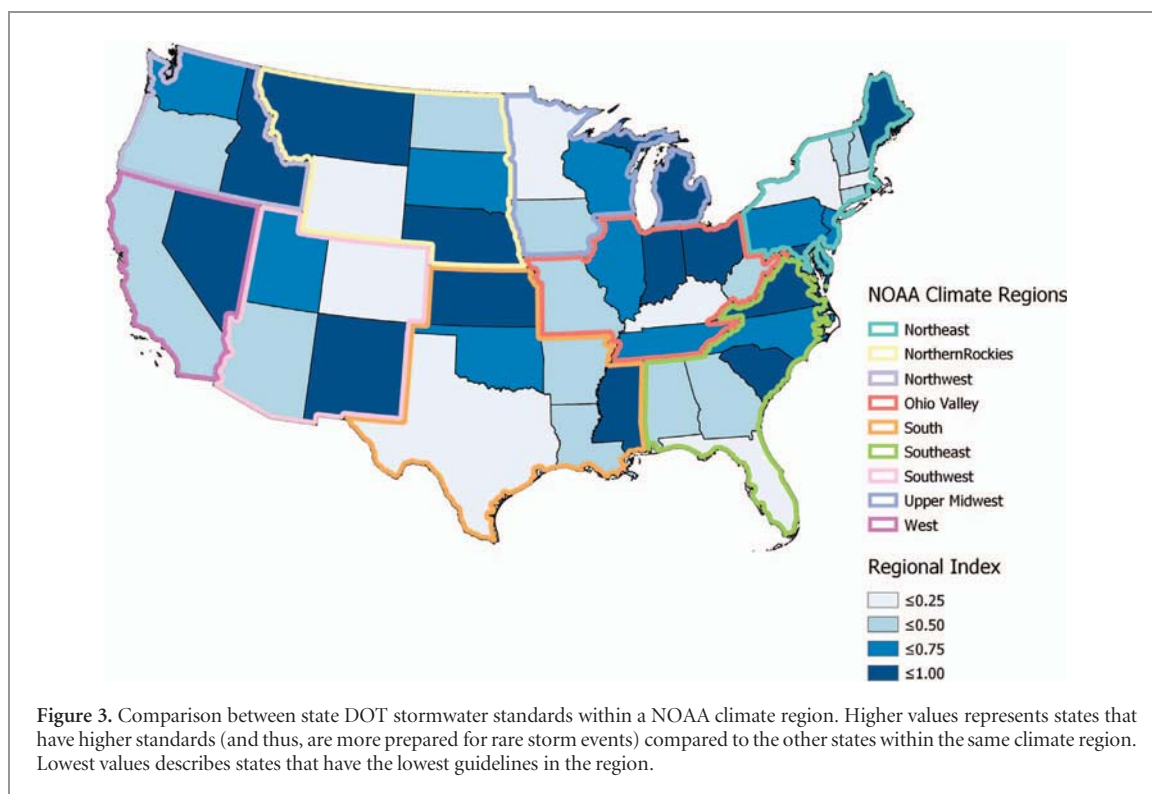 NOAA Climate Regions
Northeast
NorthernRockies
Northwest
Ohio Valley
South
Southeast
Southwest
Upper Midwest
West
Regional Index
≤0.25
≤0.50
≤0.75
≤1.00
Figure 3. Comparison between state DOT stormwater standards within a NOAA climate region. Higher values represents states that
have higher standards (and thus, are more prepared for rare storm events) compared to the other states within the same climate region.
Lowest values describes states that have the lowest guidelines in the region.